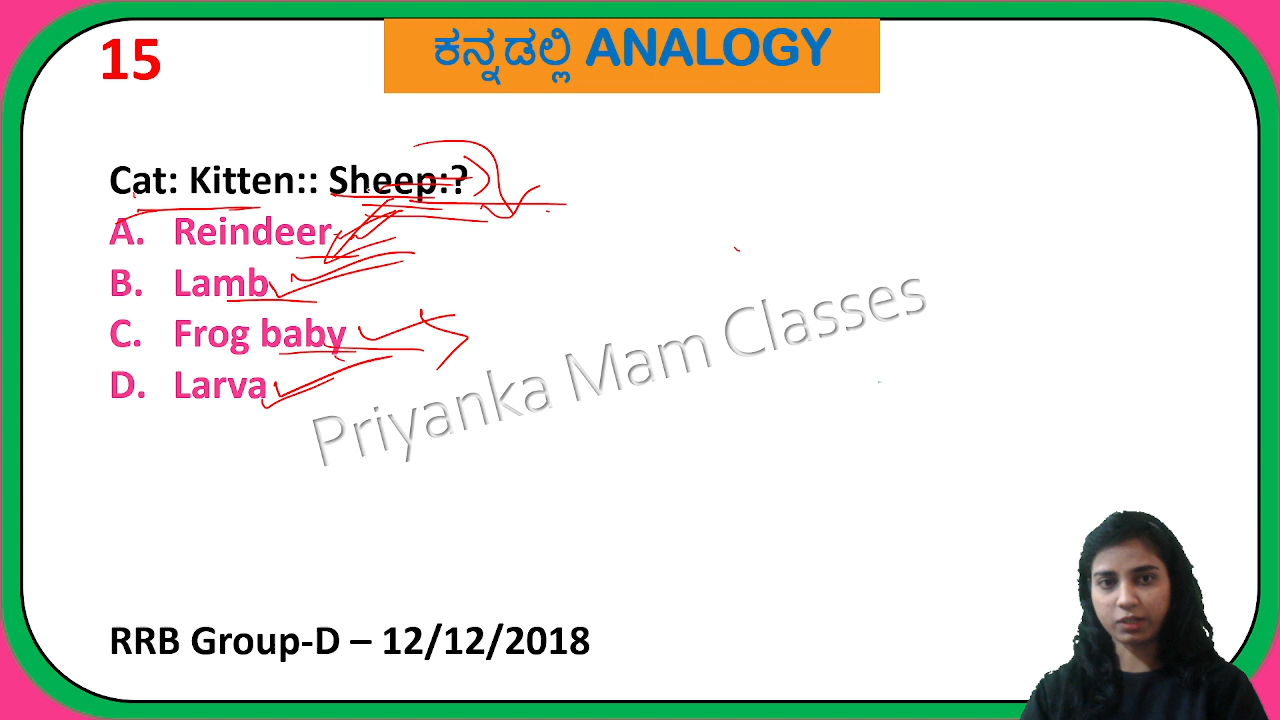 15
ಕನ್ನಡಲ್ಲಿ ANALOGY
Cat: Kitten:: Sheep:?
A. Reindeer
B. Lamb
C. Frog baby
D. Larva
Priyanka Mam Classes
RRB Group-D – 12/12/2018